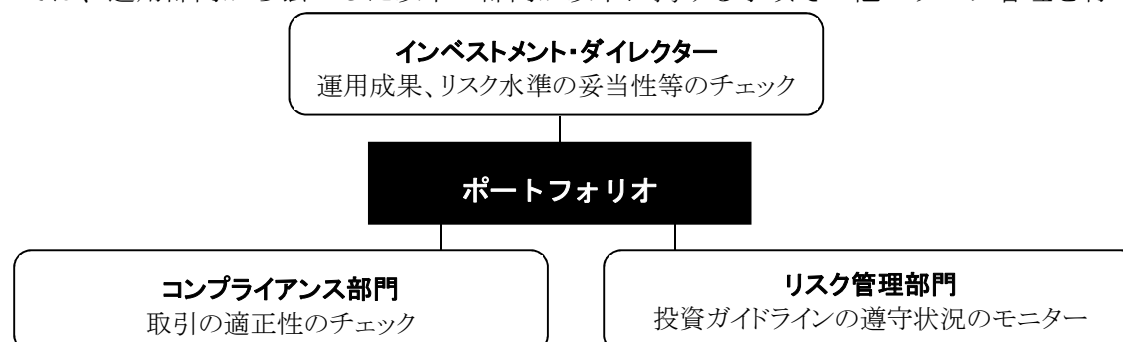 インベストメント・ダイレクター
運用成果、リスク水準の妥当性等のチェック
ポートフォリオ
コンプライアンス部門
取引の適正性のチェック
リスク管理部門
投資ガイドラインの遵守状況のモニター